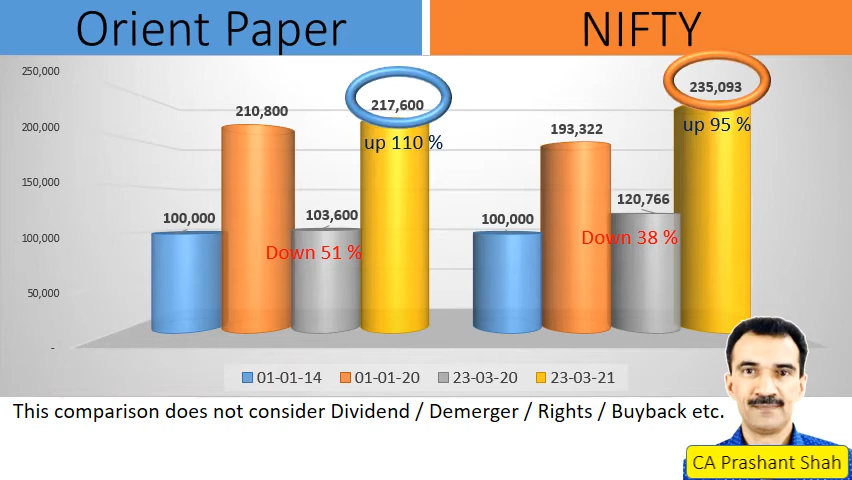 Orient Paper
NIFTY
250,000
200,000
150,000
100,000
50,000
-
100,000
210,800
103,600
217,600
up 110 %
Down 51 %
100,000
193,322
120,766
235,093
up 95 %
Down 38 %
01-01-14 01-01-20 23-03-20 23-03-21
This comparison does not consider Dividend / Demerger / Rights / Buyback etc.
CA Prashant Shah